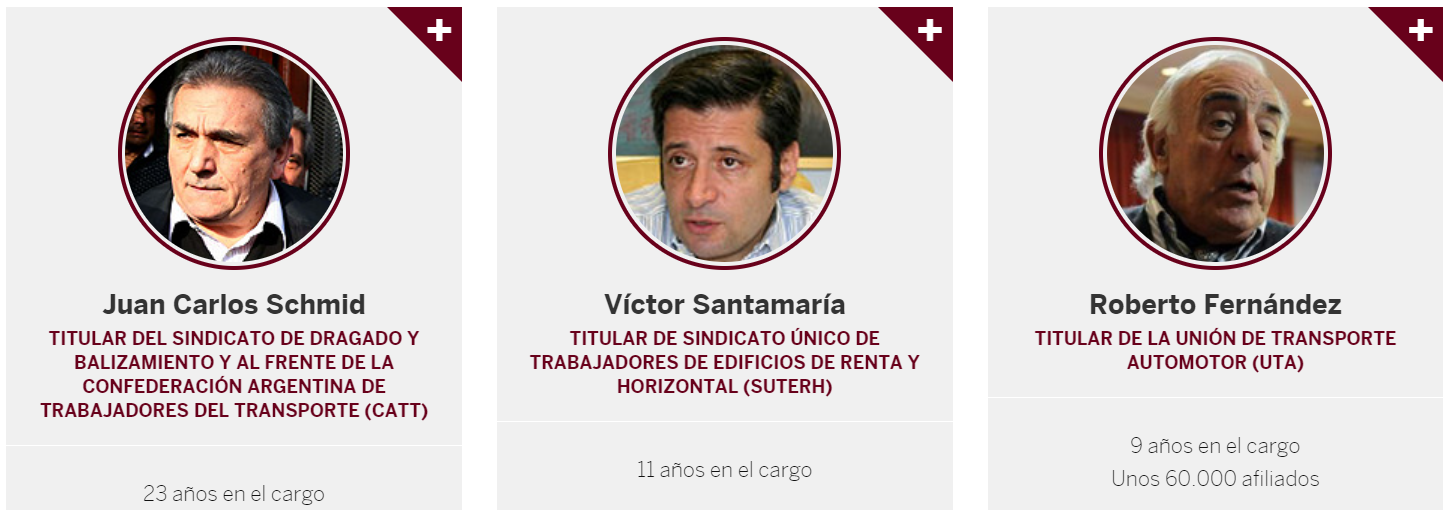 Juan Carlos Schmid
TITULAR DEL SINDICATO DE DRAGADO Y
BALIZAMIENTO Y AL FRENTE DE LA
CONFEDERACIÓN ARGENTINA DE
TRABAJADORES DEL TRANSPORTE (CATT)
23 años en el cargo
Víctor Santamaría
TITULAR DE SINDICATO ÚNICO DE
TRABAJADORES DE EDIFICIOS DE RENTA Y
HORIZONTAL (SUTERH)
11 años en el cargo
Roberto Fernández
TITULAR DE LA UNIÓN DE TRANSPORTE
AUTOMOTOR (UTA)
9 años en el cargo
Unos 60.000 afiliados